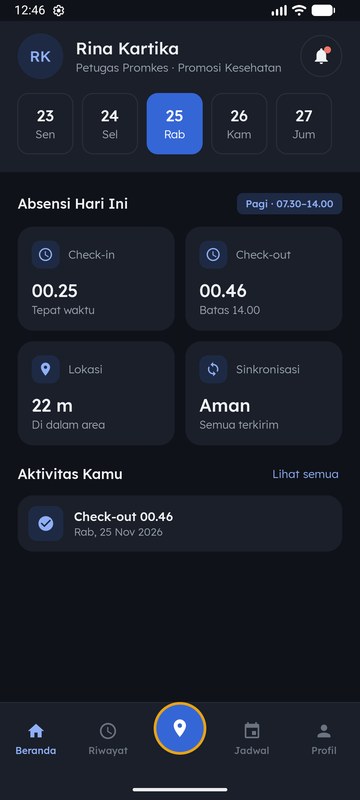 12:46
RK
Rina Kartika
Petugas Promkes · Promosi Kesehatan
23
Sen
24
Sel
25
Rab
26
Kam
27
Jum
Absensi Hari Ini
Pagi · 07.30–14.00
Check-in
00.25
Tepat waktu
Check-out
00.46
Batas 14.00
Lokasi
22 m
Di dalam area
Sinkronisasi
Aman
Semua terkirim
Aktivitas Kamu
Lihat semua
Check-out 00.46
Rab, 25 Nov 2026
Beranda
Riwayat
Jadwal
Profil